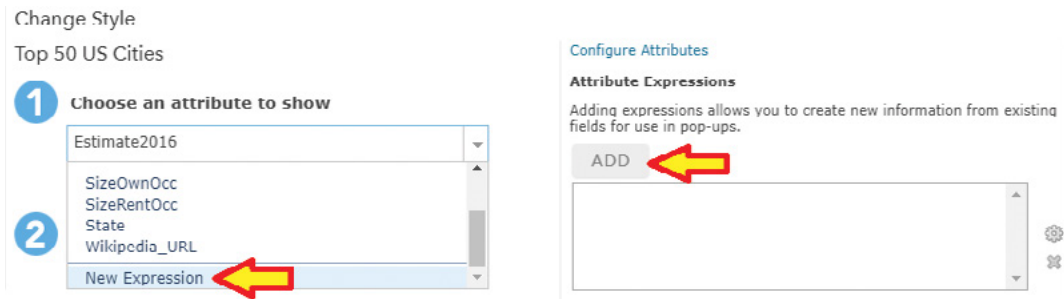 Change Style
Top 50 US Cities
1 Choose an attribute to show
Estimate2016
SizeOwnOcc
SizeRentOcc
State
2
Wikipedia_URL
New Expression
Configure Attributes
Attribute Expressions
Adding expressions allows you to create new information from existing
fields for use in pop-ups.
ADD